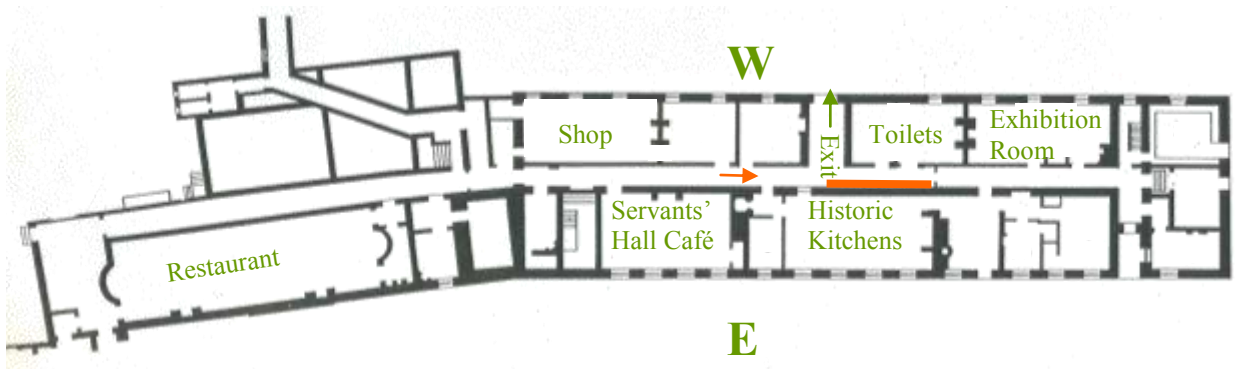 W
Shop
Exit
Toilets
Exhibition
Room
Servants’
Hall Café
Historic
Kitchens
Restaurant
E